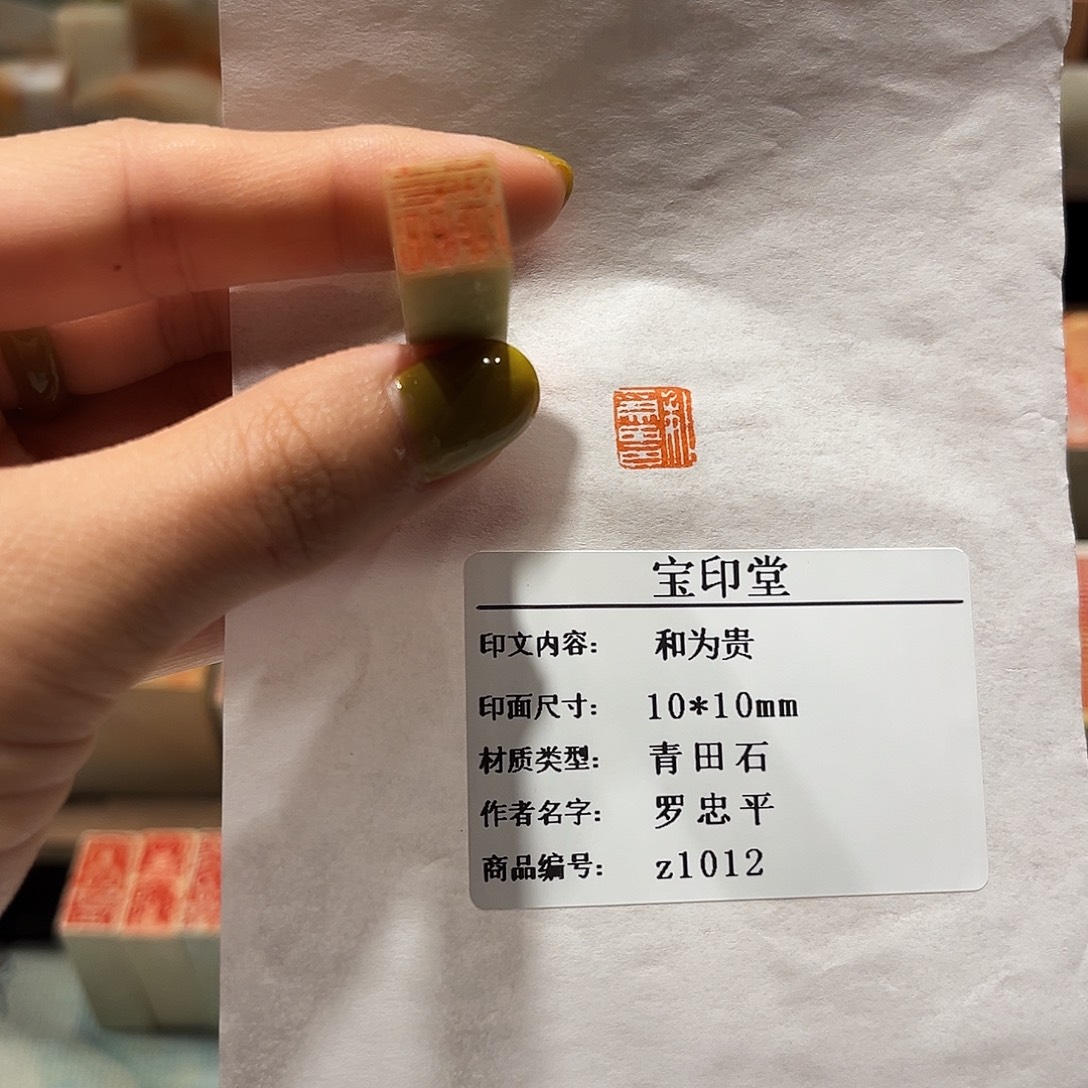 宝印堂
印文内容： 和为贵
印面尺寸： 10*10mm
材质类型： 青田石
作者名字： 罗忠平
商品编号： z1012